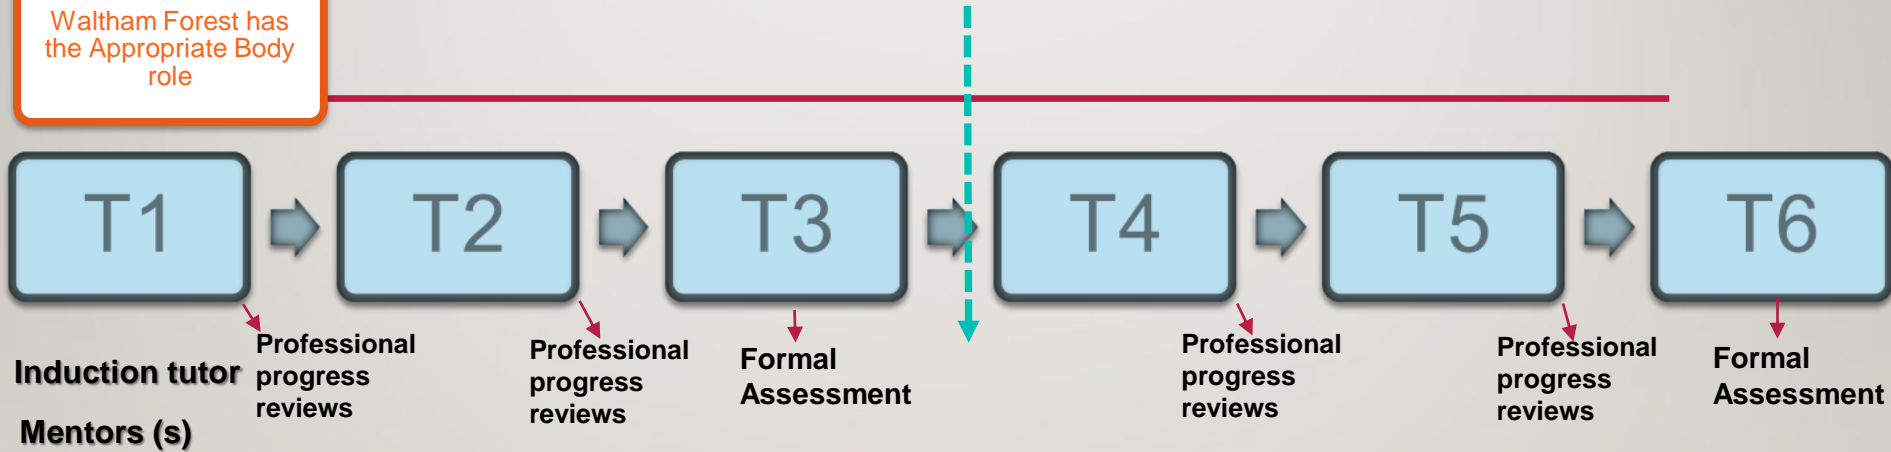 Waltham Forest has
the Appropriate Body
role
T1
T2
T3
T4
T5
T6
Professional
progress
reviews
Professional
progress
reviews
Formal
Assessment
Professional
progress
reviews
Professional
progress
reviews
Formal
Assessment
Induction tutor
Mentors (s)